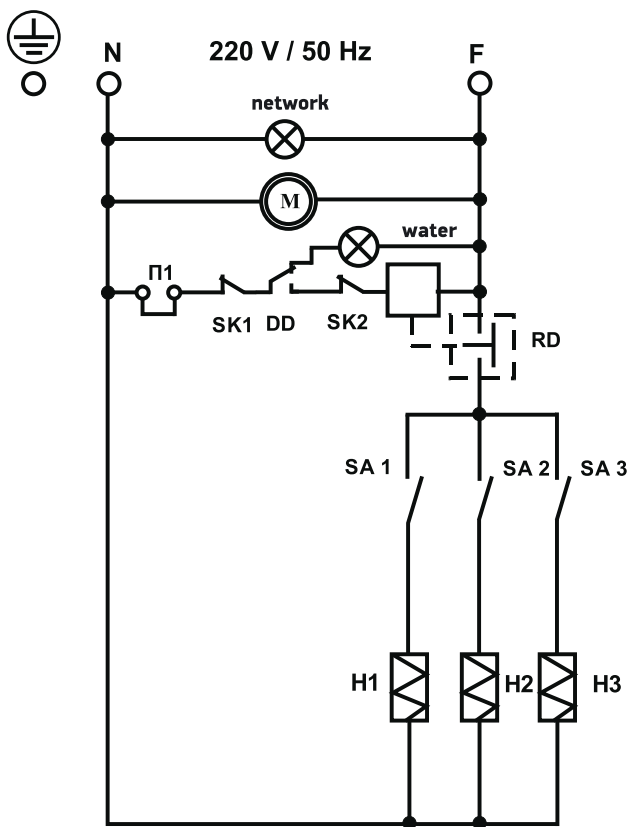 N 220 V / 50 Hz F
network
M
water
П1
SK1 DD SK2
RD
SA 1 SA 2 SA 3
H1 H2 H3